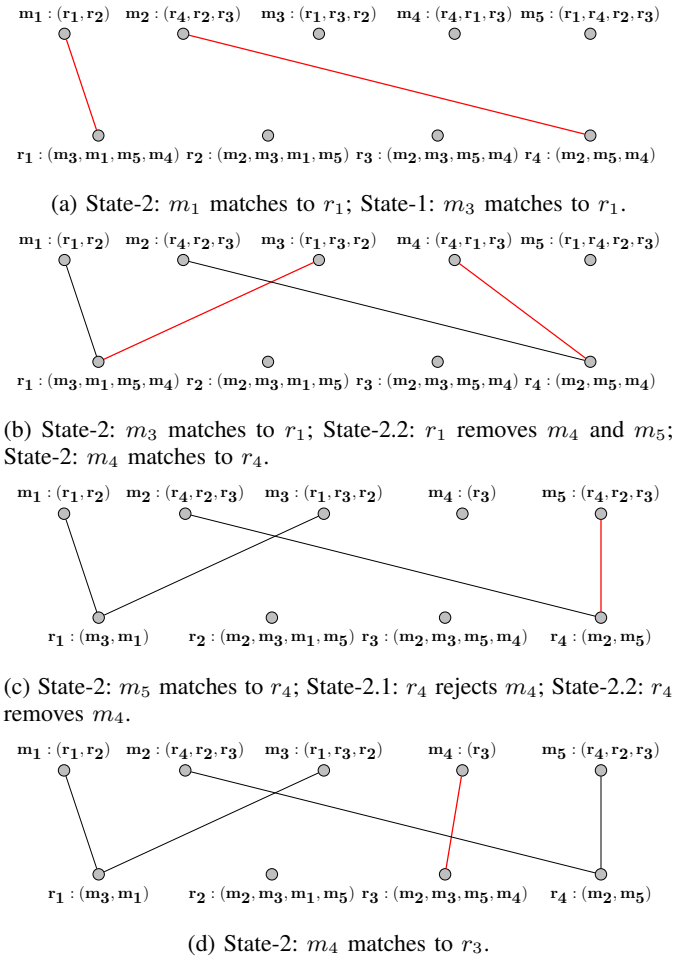 m1 : (r1, r2) m2 : (r4, r2, r3) m3 : (r1, r3, r2) m4 : (r4, r1, r3) m5 : (r1, r4, r2, r3)
r1 : (m3, m1, m5, m4) r2 : (m2, m3, m1, m5) r3 : (m2, m3, m5, m4) r4 : (m2, m5, m4)
(a) State-2: m1 matches to r1; State-1: m3 matches to r1.
m1 : (r1, r2) m2 : (r4, r2, r3) m3 : (r1, r3, r2) m4 : (r4, r1, r3) m5 : (r1, r4, r2, r3)
r1 : (m3, m1, m5, m4) r2 : (m2, m3, m1, m5) r3 : (m2, m3, m5, m4) r4 : (m2, m5, m4)
(b) State-2: m3 matches to r1; State-2.2: r1 removes m4 and m5;
State-2: m4 matches to r4.
m1 : (r1, r2) m2 : (r4, r2, r3) m3 : (r1, r3, r2) m4 : (r3) m5 : (r4, r2, r3)
r1 : (m3, m1) r2 : (m2, m3, m1, m5) r3 : (m2, m3, m5, m4) r4 : (m2, m5)
(c) State-2: m5 matches to r4; State-2.1: r4 rejects m4; State-2.2: r4
removes m4.
m1 : (r1, r2) m2 : (r4, r2, r3) m3 : (r1, r3, r2) m4 : (r3) m5 : (r4, r2, r3)
r1 : (m3, m1) r2 : (m2, m3, m1, m5) r3 : (m2, m3, m5, m4) r4 : (m2, m5)
(d) State-2: m4 matches to r3.